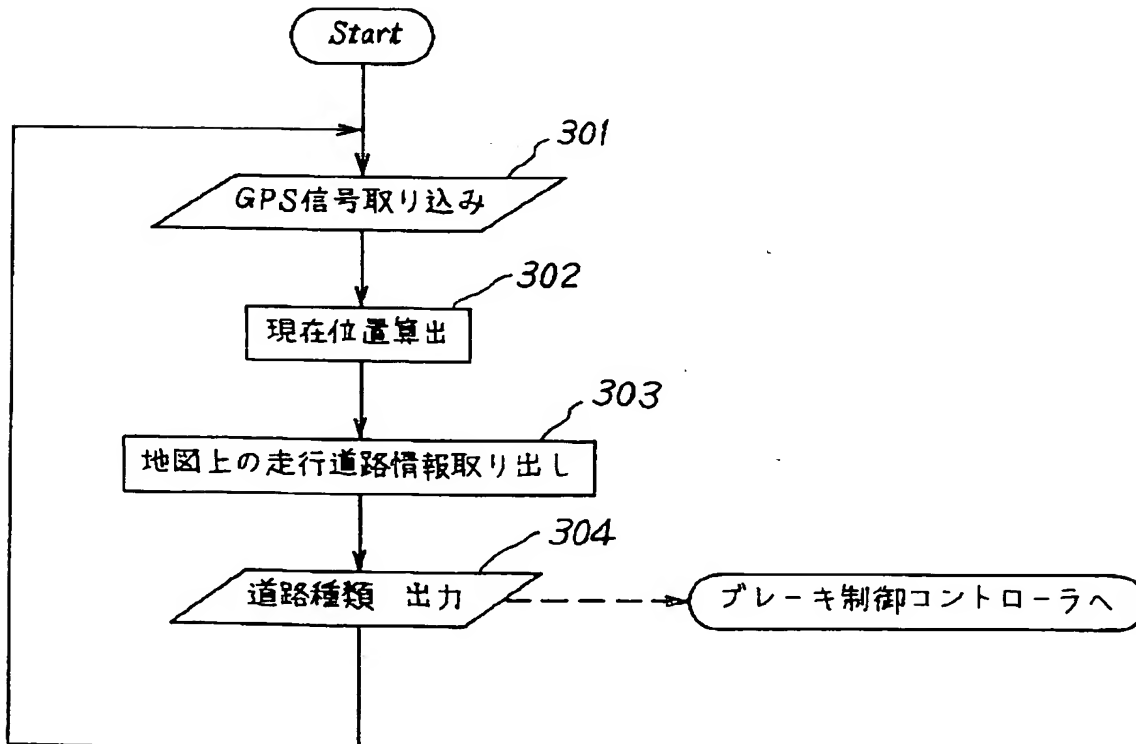 Start
301
GPS信号取り込み
302
現在位置算出
303
地図上の走行道路情報取り出し
304
道路種類 出力
ブレーキ制御コントローラへ